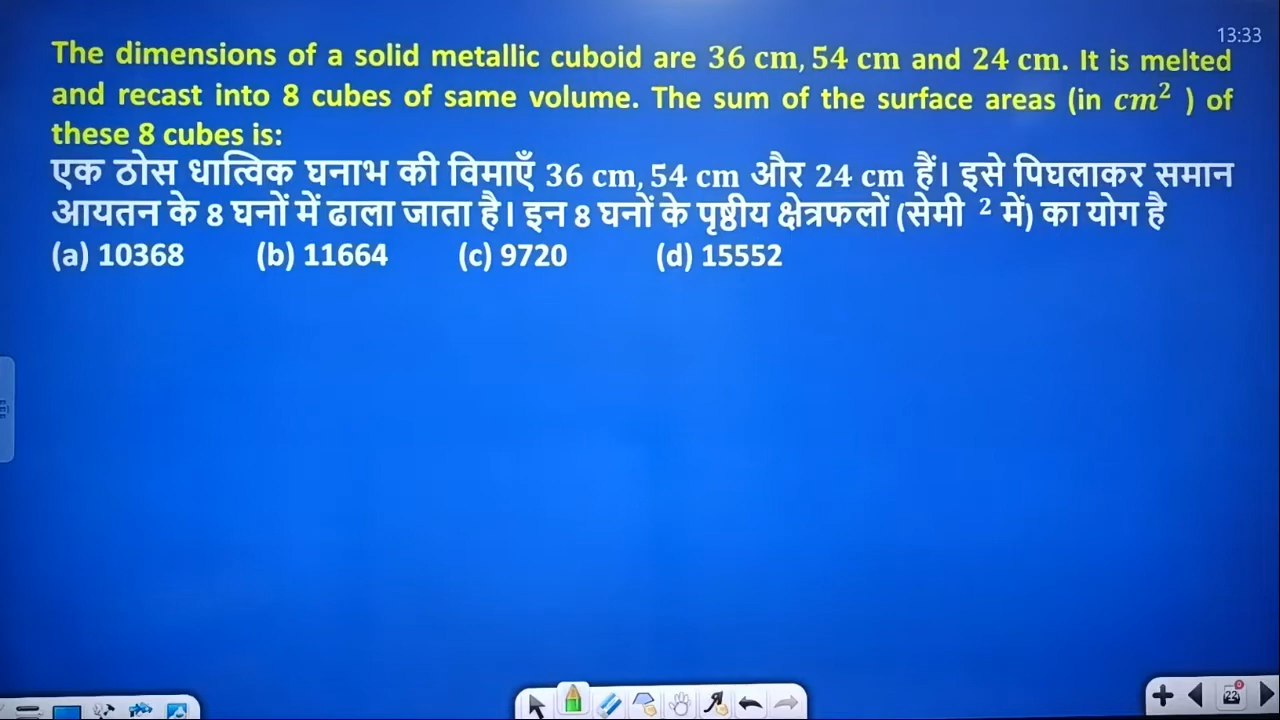 13:33
The dimensions of a solid metallic cuboid are 36 cm, 54 cm and 24 cm. It is melted
and recast into 8 cubes of same volume. The sum of the surface areas (in cm² ) of
these 8 cubes is:
एक ठोस धात्विक घनाभ की विमाएँ 36 cm, 54 cm और 24 cm हैं। इसे पिघलाकर समान
आयतन के 8 घनों में ढाला जाता है। इन 8 घनों के पृष्ठीय क्षेत्रफलों (सेमी ² में) का योग है
(a) 10368 (b) 11664 (c) 9720 (d) 15552
22